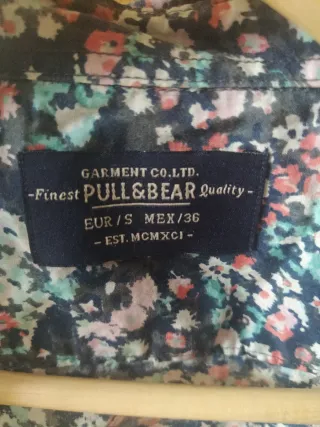 GARMENT CO.LTD.
-Finest PULL&BEAR Quality-
EUR/S MEX/36
- EST. MCMXCI -